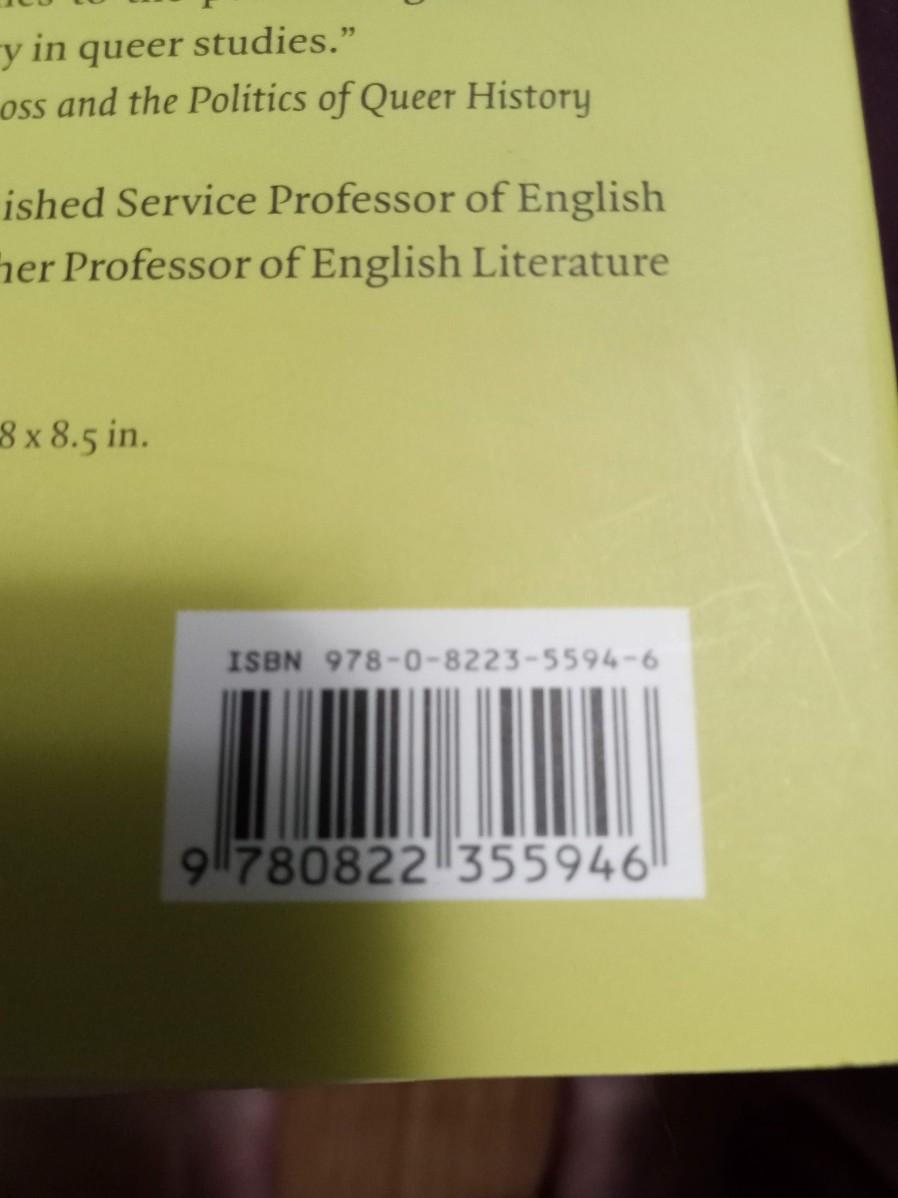 y in queer studies.”
oss and the Politics of Queer History
ished Service Professor of English
her Professor of English Literature
8 x 8.5 in.
ISBN 978-0-8223-5594-6
9 780822 355946